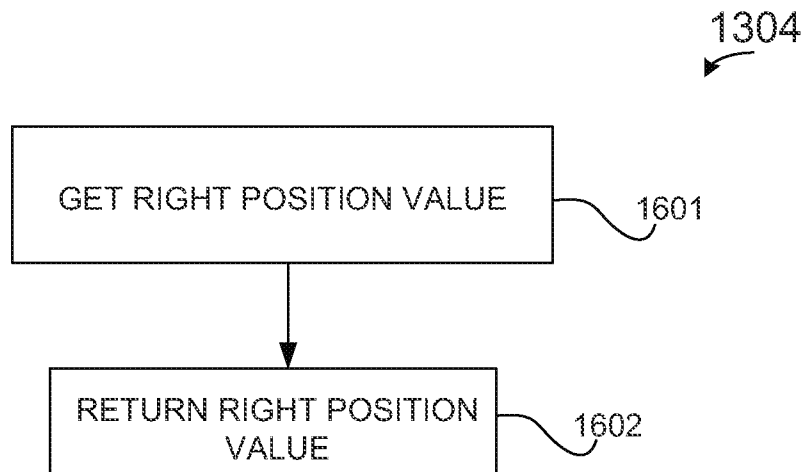 1304
GET RIGHT POSITION VALUE
1601
RETURN RIGHT POSITION
VALUE
1602